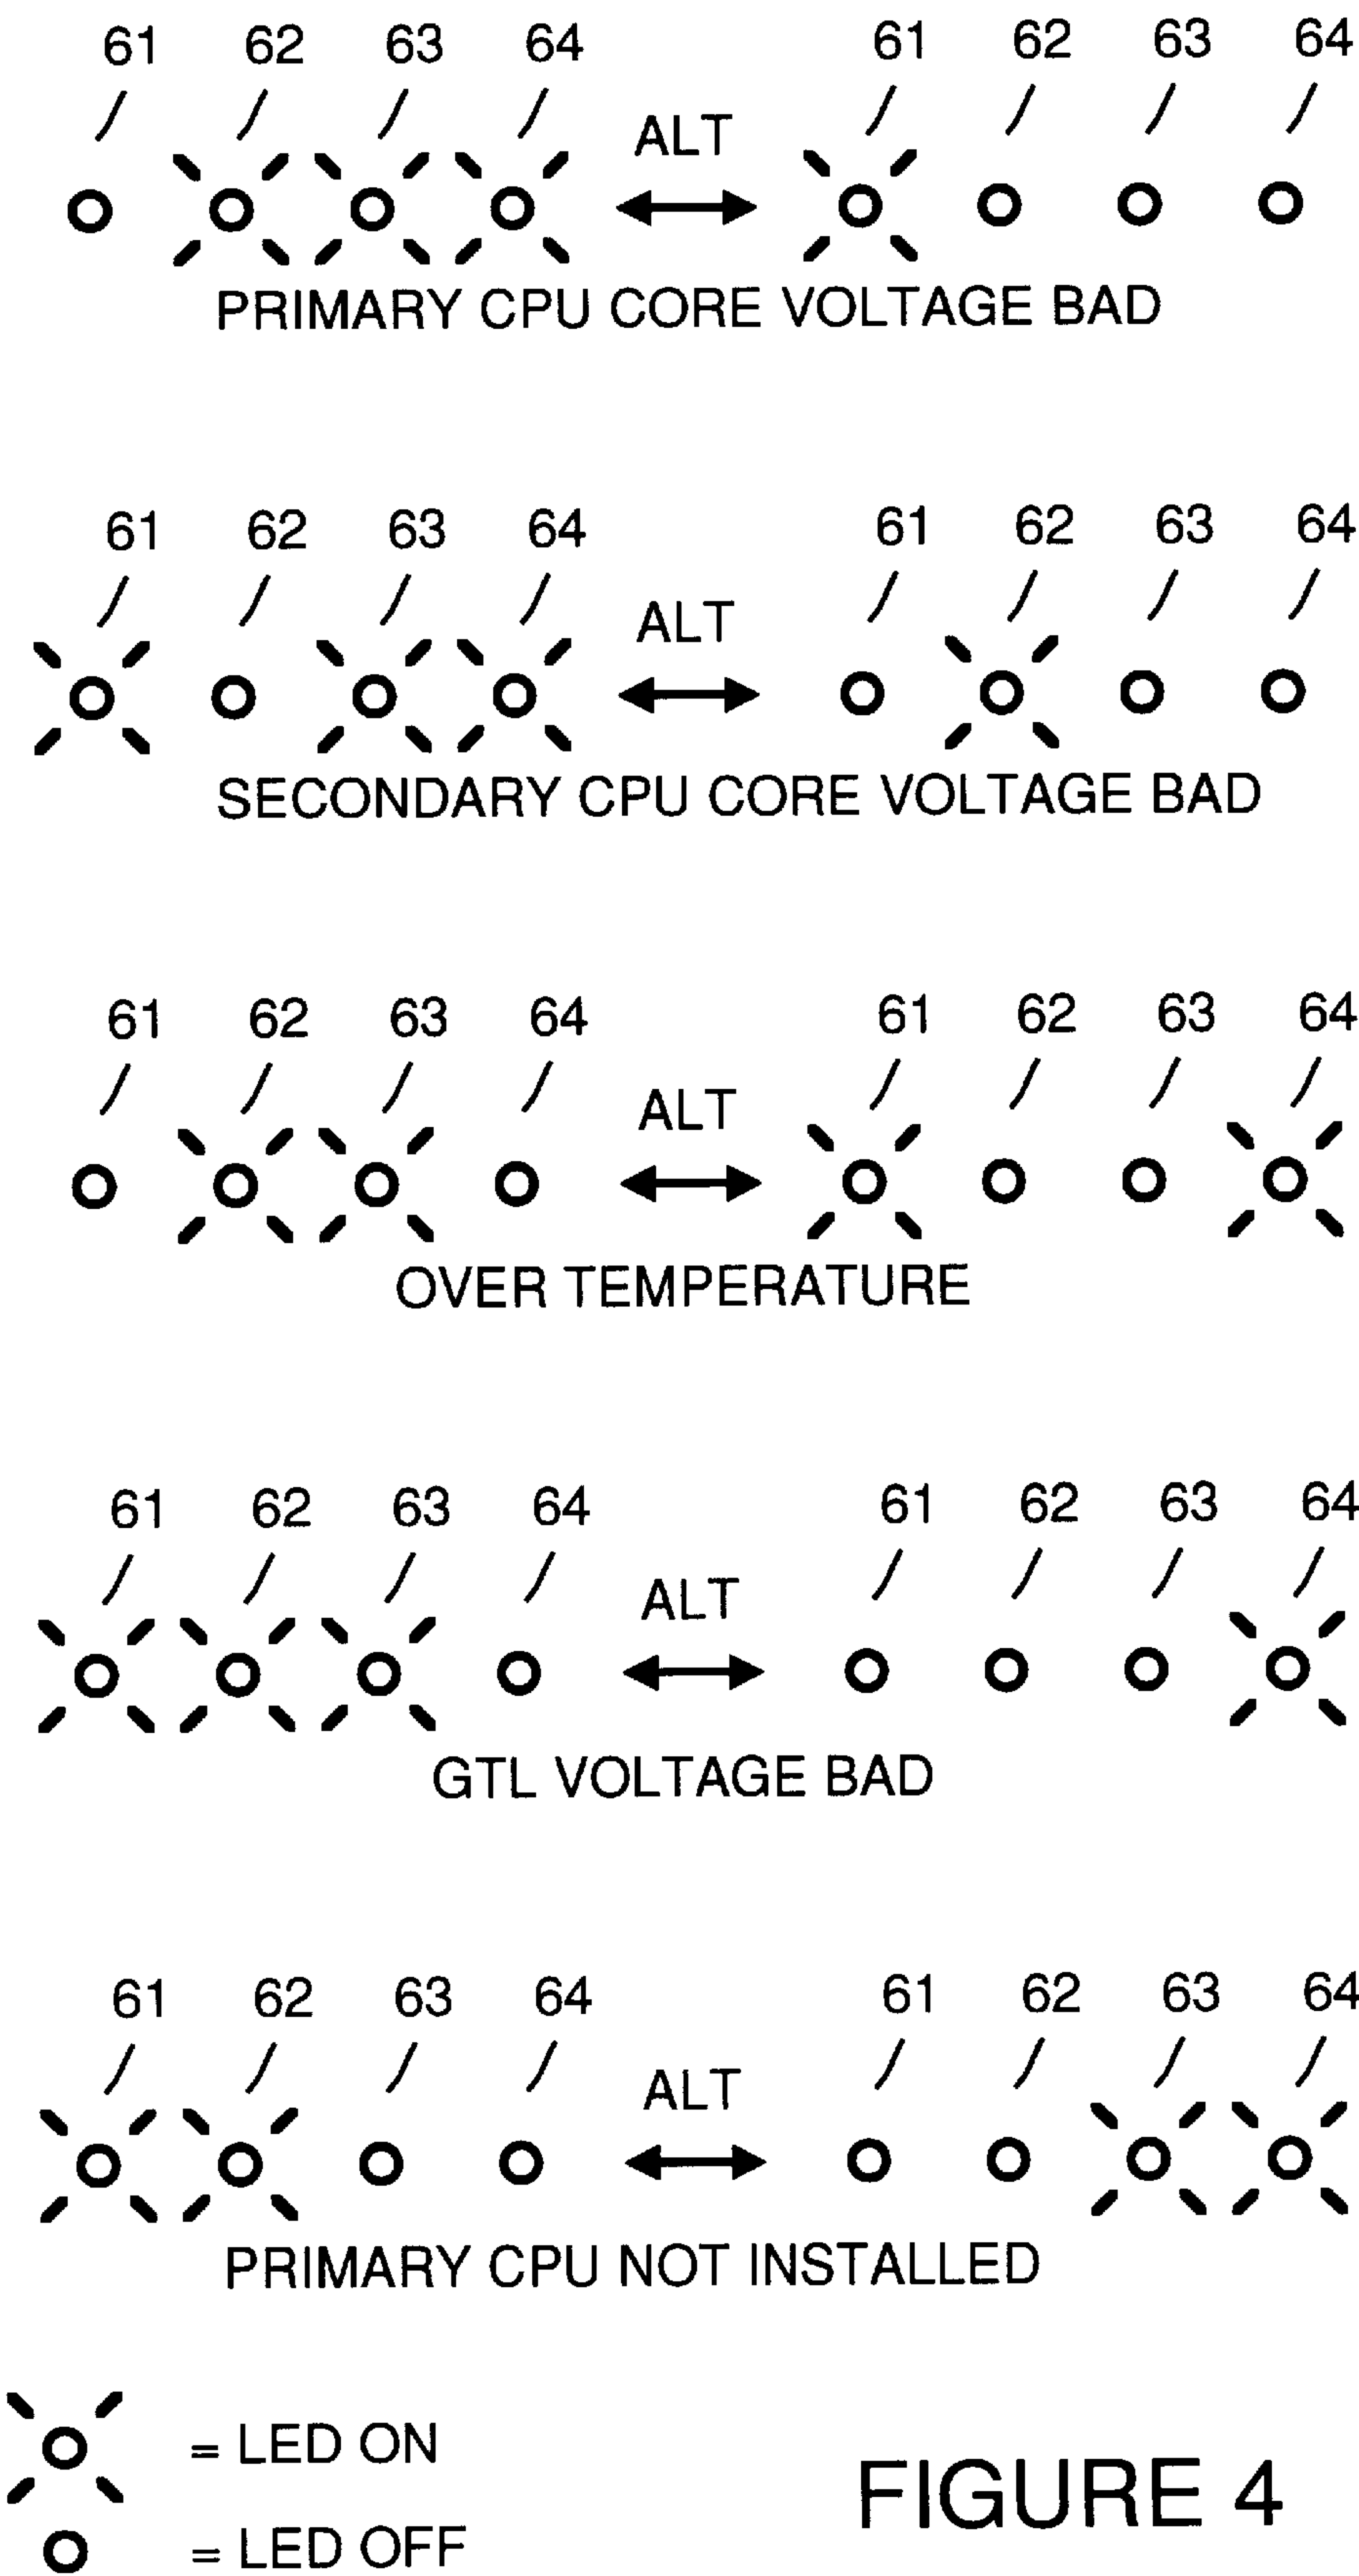 61 62 63 64 61 62 63 64
ALT
PRIMARY CPU CORE VOLTAGE BAD
61 62 63 64 61 62 63 64
ALT
SECONDARY CPU CORE VOLTAGE BAD
61 62 63 64 61 62 63 64
ALT
OVER TEMPERATURE
61 62 63 64 61 62 63 64
ALT
GTL VOLTAGE BAD
61 62 63 64 61 62 63 64
ALT
PRIMARY CPU NOT INSTALLED
= LED ON
= LED OFF
FIGURE 4